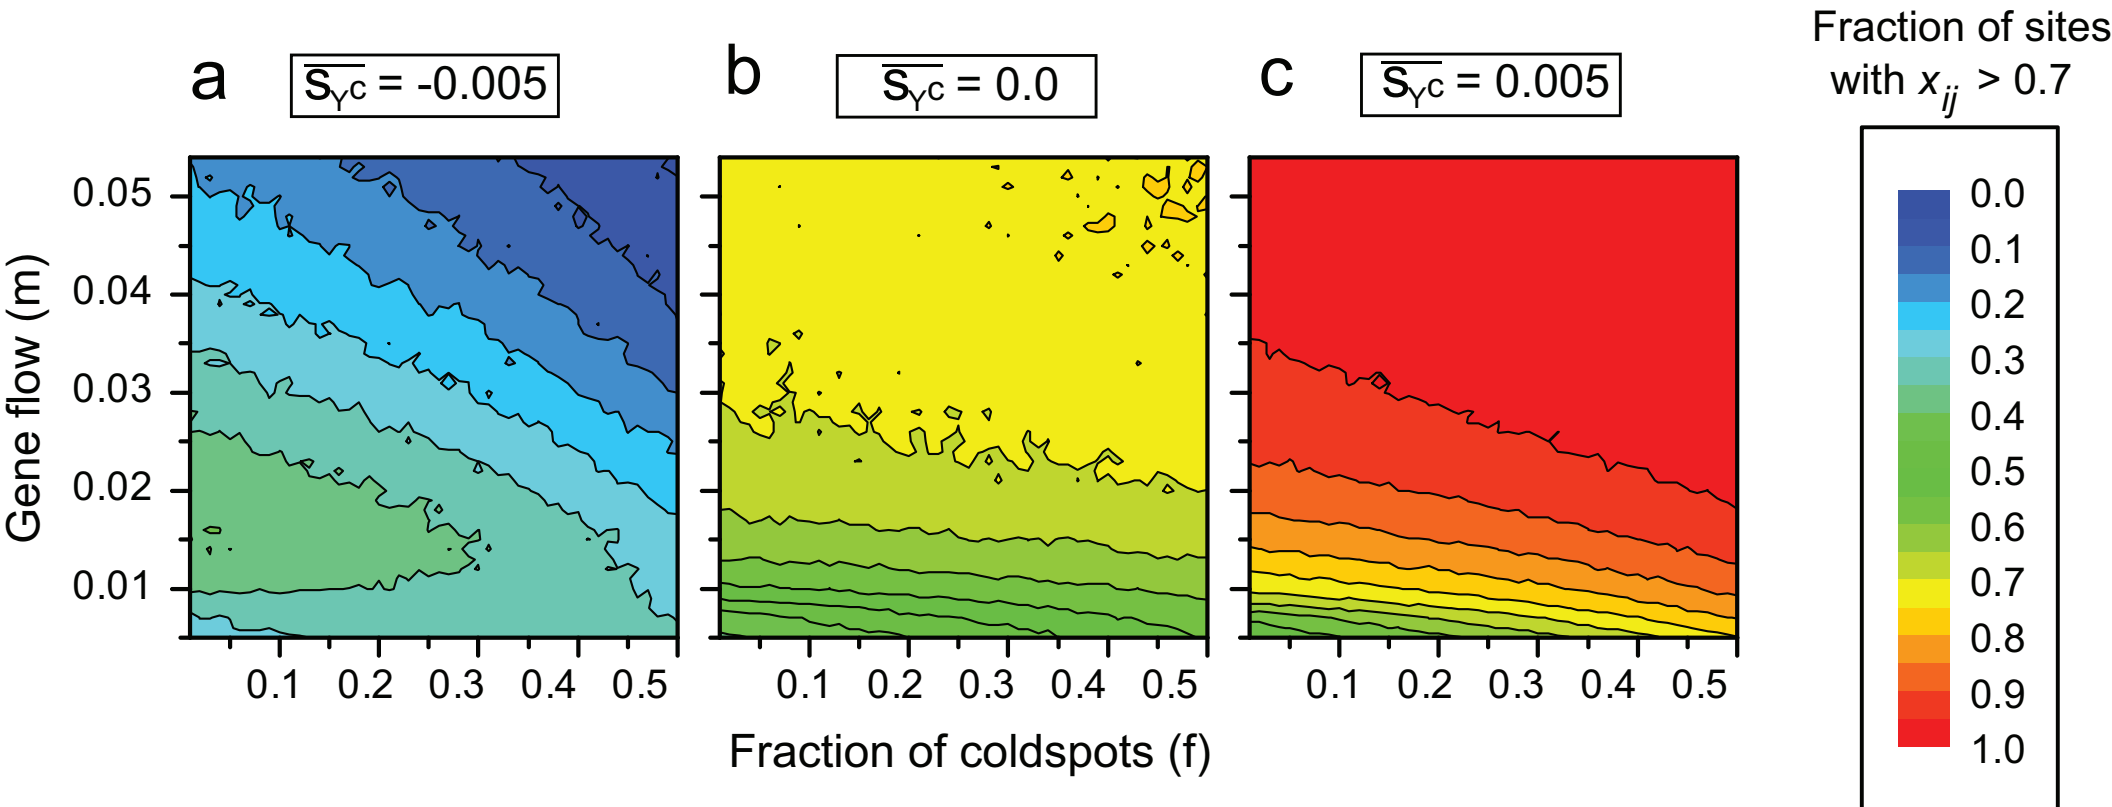 a
s̅_Yᶜ = -0.005
b
s̅_Yᶜ = 0.0
c
s̅_Yᶜ = 0.005
Fraction of sites
with x_ij > 0.7
Gene flow (m)
0.05
0.04
0.03
0.02
0.01
0.1 0.2 0.3 0.4 0.5
0.1 0.2 0.3 0.4 0.5
0.1 0.2 0.3 0.4 0.5
Fraction of coldspots (f)
0.0
0.1
0.2
0.3
0.4
0.5
0.6
0.7
0.8
0.9
1.0